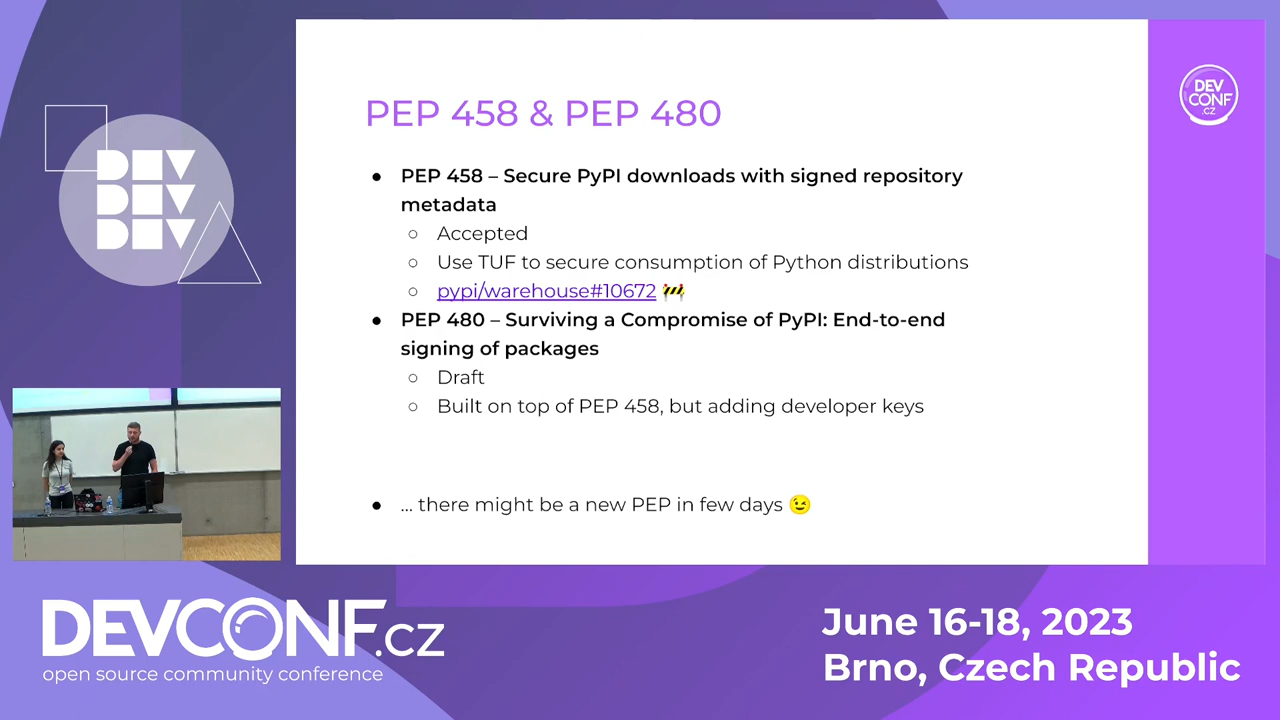 DEV
DEV
DEV
DEV
CONF
.CZ
PEP 458 & PEP 480
● PEP 458 – Secure PyPI downloads with signed repository
metadata
○ Accepted
○ Use TUF to secure consumption of Python distributions
○ pypi/warehouse#10672 🚧
● PEP 480 – Surviving a Compromise of PyPI: End-to-end
signing of packages
○ Draft
○ Built on top of PEP 458, but adding developer keys
● ... there might be a new PEP in few days 😉
DEVCONF.cz
open source community conference
June 16-18, 2023
Brno, Czech Republic